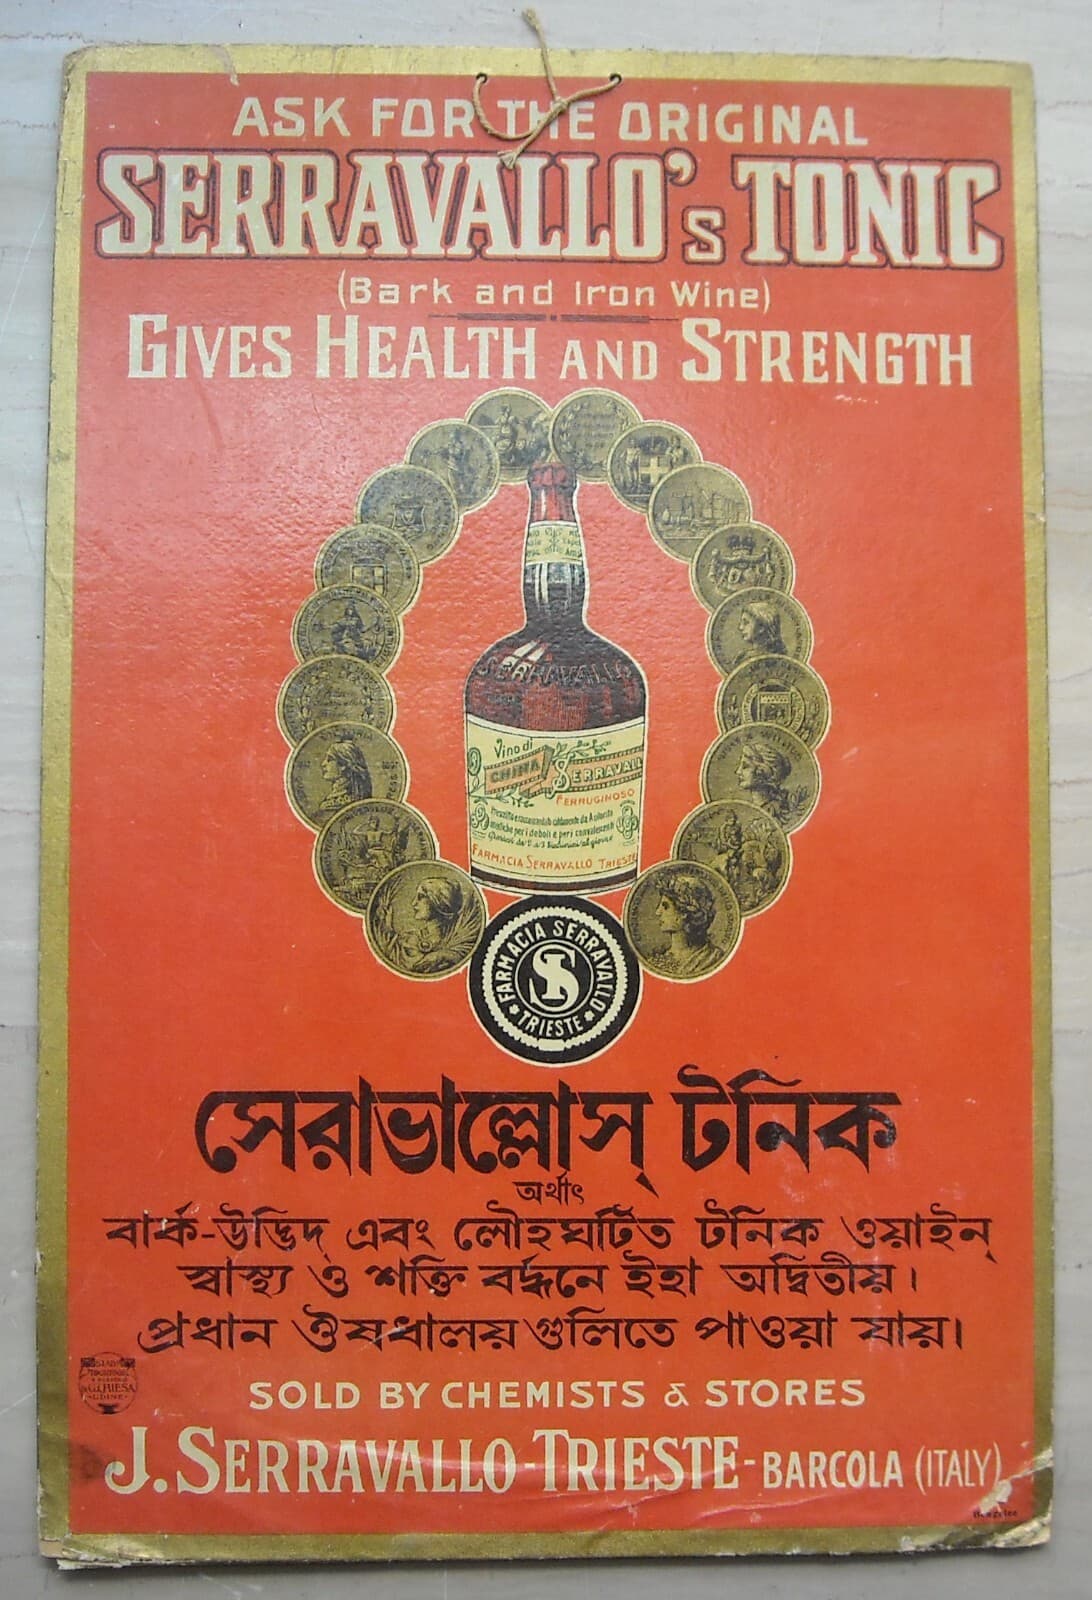 ASK FOR THE ORIGINAL
SERRAVALLO's TONIC
(Bark and Iron Wine)
GIVES HEALTH AND STRENGTH
SERRAVALLO
Vino di
CHINA SERRAVALLO
FERRUGINOSO
FARMACIA SERRAVALLO TRIESTE
VICTORIA
FARMACIA SERRAVALLO
S
TRIESTE
সেরাভাল্লোস্ টনিক
অর্থাৎ
বার্ক-উদ্ভিদ্ এবং লৌহঘটিত টনিক ওয়াইন্
স্বাস্থ্য ও শক্তি বর্দ্ধনে ইহা অদ্বিতীয়।
প্রধান ঔষধালয়গুলিতে পাওয়া যায়।
SOLD BY CHEMISTS & STORES
J. SERRAVALLO-TRIESTE-BARCOLA (ITALY)